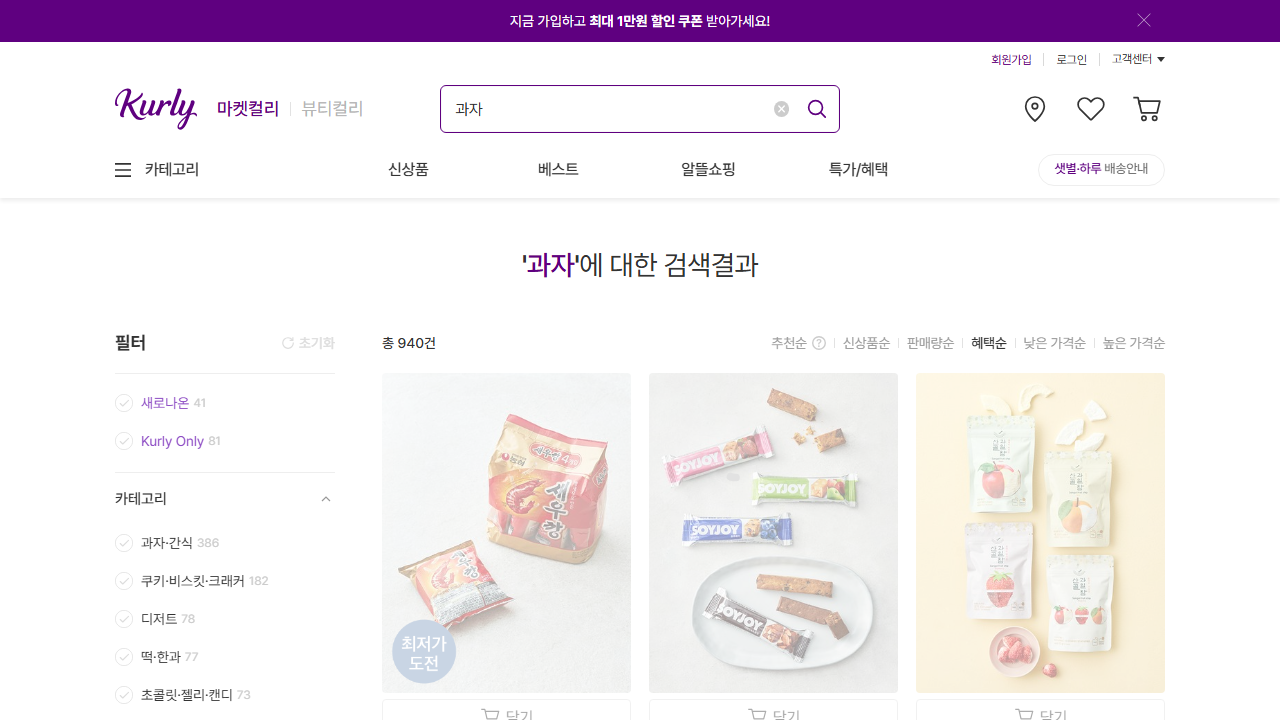 지금 가입하고 최대 1만원 할인 쿠폰 받아가세요!
회원가입
로그인
고객센터
Kurly
마켓컬리
뷰티컬리
과자
카테고리
신상품
베스트
알뜰쇼핑
특가/혜택
샛별·하루 배송안내
'과자'에 대한 검색결과
필터
초기화
총 940건
추천순
신상품순
판매량순
혜택순
낮은 가격순
높은 가격순
새로나온 41
Kurly Only 81
카테고리
과자·간식 386
쿠키·비스킷·크래커 182
디저트 78
떡·한과 77
초콜릿·젤리·캔디 73
농심
새우깡 4
새우깡
새우깡
최저가
도전
SOYJOY
SOYJOY
SOYJOY
SOYJOY
담기
담기
담기